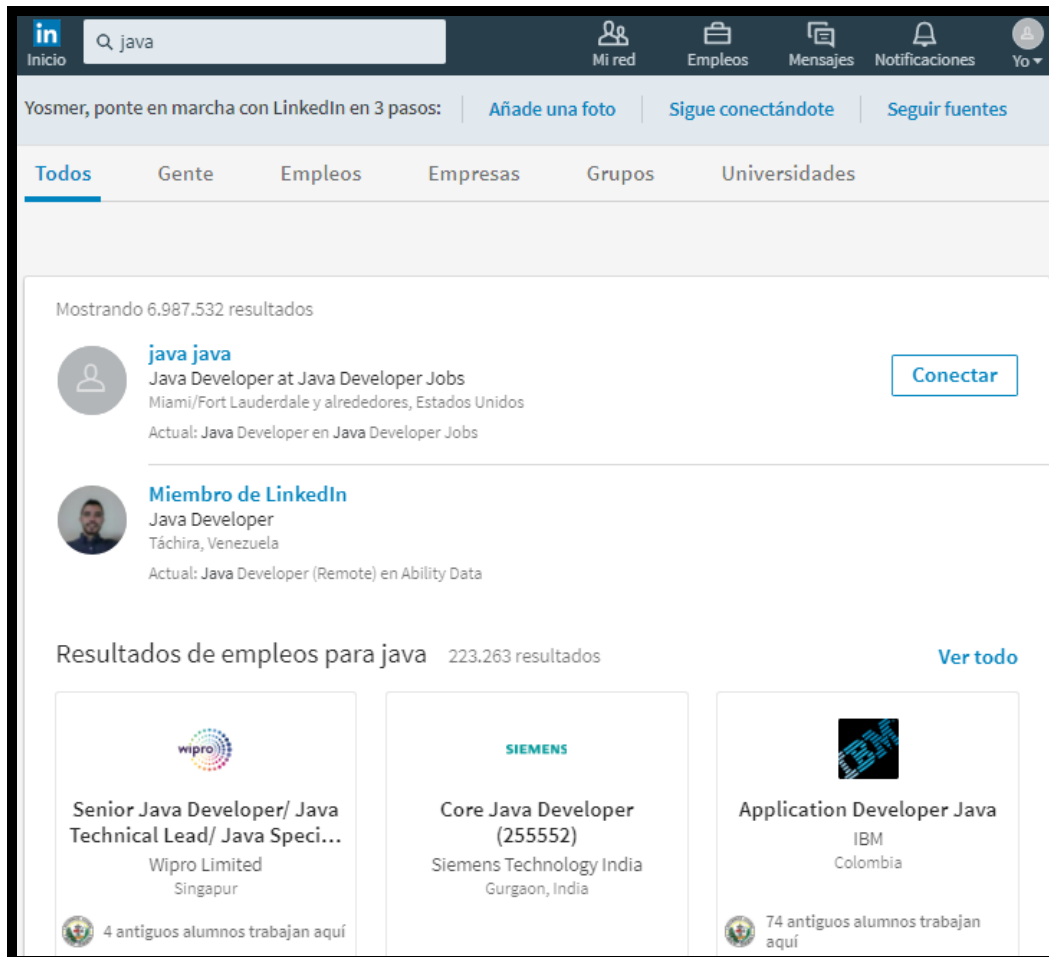 in
java
Inicio
Mi red
Empleos
Mensajes
Notificaciones
Yo
Yosmer, ponte en marcha con LinkedIn en 3 pasos:
Añade una foto
Sigue conectándote
Seguir fuentes
Todos
Gente
Empleos
Empresas
Grupos
Universidades
Mostrando 6.987.532 resultados
java java
Java Developer at Java Developer Jobs
Miami/Fort Lauderdale y alrededores, Estados Unidos
Actual: Java Developer en Java Developer Jobs
Conectar
Miembro de LinkedIn
Java Developer
Táchira, Venezuela
Actual: Java Developer (Remote) en Ability Data
Resultados de empleos para java
223.263 resultados
Ver todo
wipro
Senior Java Developer/ Java
Technical Lead/ Java Speci...
Wipro Limited
Singapur
4 antiguos alumnos trabajan aquí
SIEMENS
Core Java Developer
(255552)
Siemens Technology India
Gurgaon, India
IBM
Application Developer Java
IBM
Colombia
74 antiguos alumnos trabajan
aquí